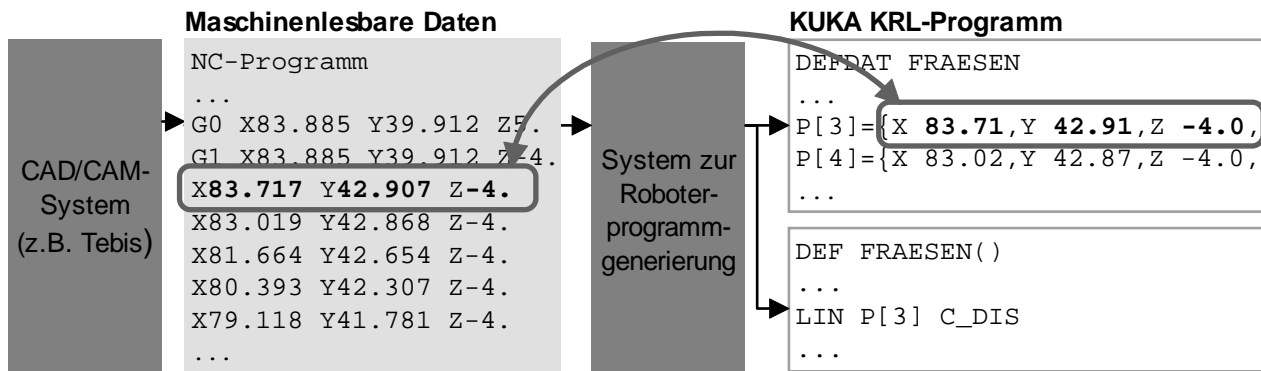 Maschinenlesbare Daten
KUKA KRL-Programm
CAD/CAM-
System
(z.B. Tebis)
NC-Programm
...
G0 X83.885 Y39.912 Z5.
G1 X83.885 Y39.912 Z-4.
X83.717 Y42.907 Z-4.
X83.019 Y42.868 Z-4.
X81.664 Y42.654 Z-4.
X80.393 Y42.307 Z-4.
X79.118 Y41.781 Z-4.
...
System zur
Roboter-
programm-
generierung
DEFDAT FRAESEN
...
P[3]={X 83.71,Y 42.91,Z -4.0,
P[4]={X 83.02,Y 42.87,Z -4.0,
...
DEF FRAESEN()
...
LIN P[3] C_DIS
...